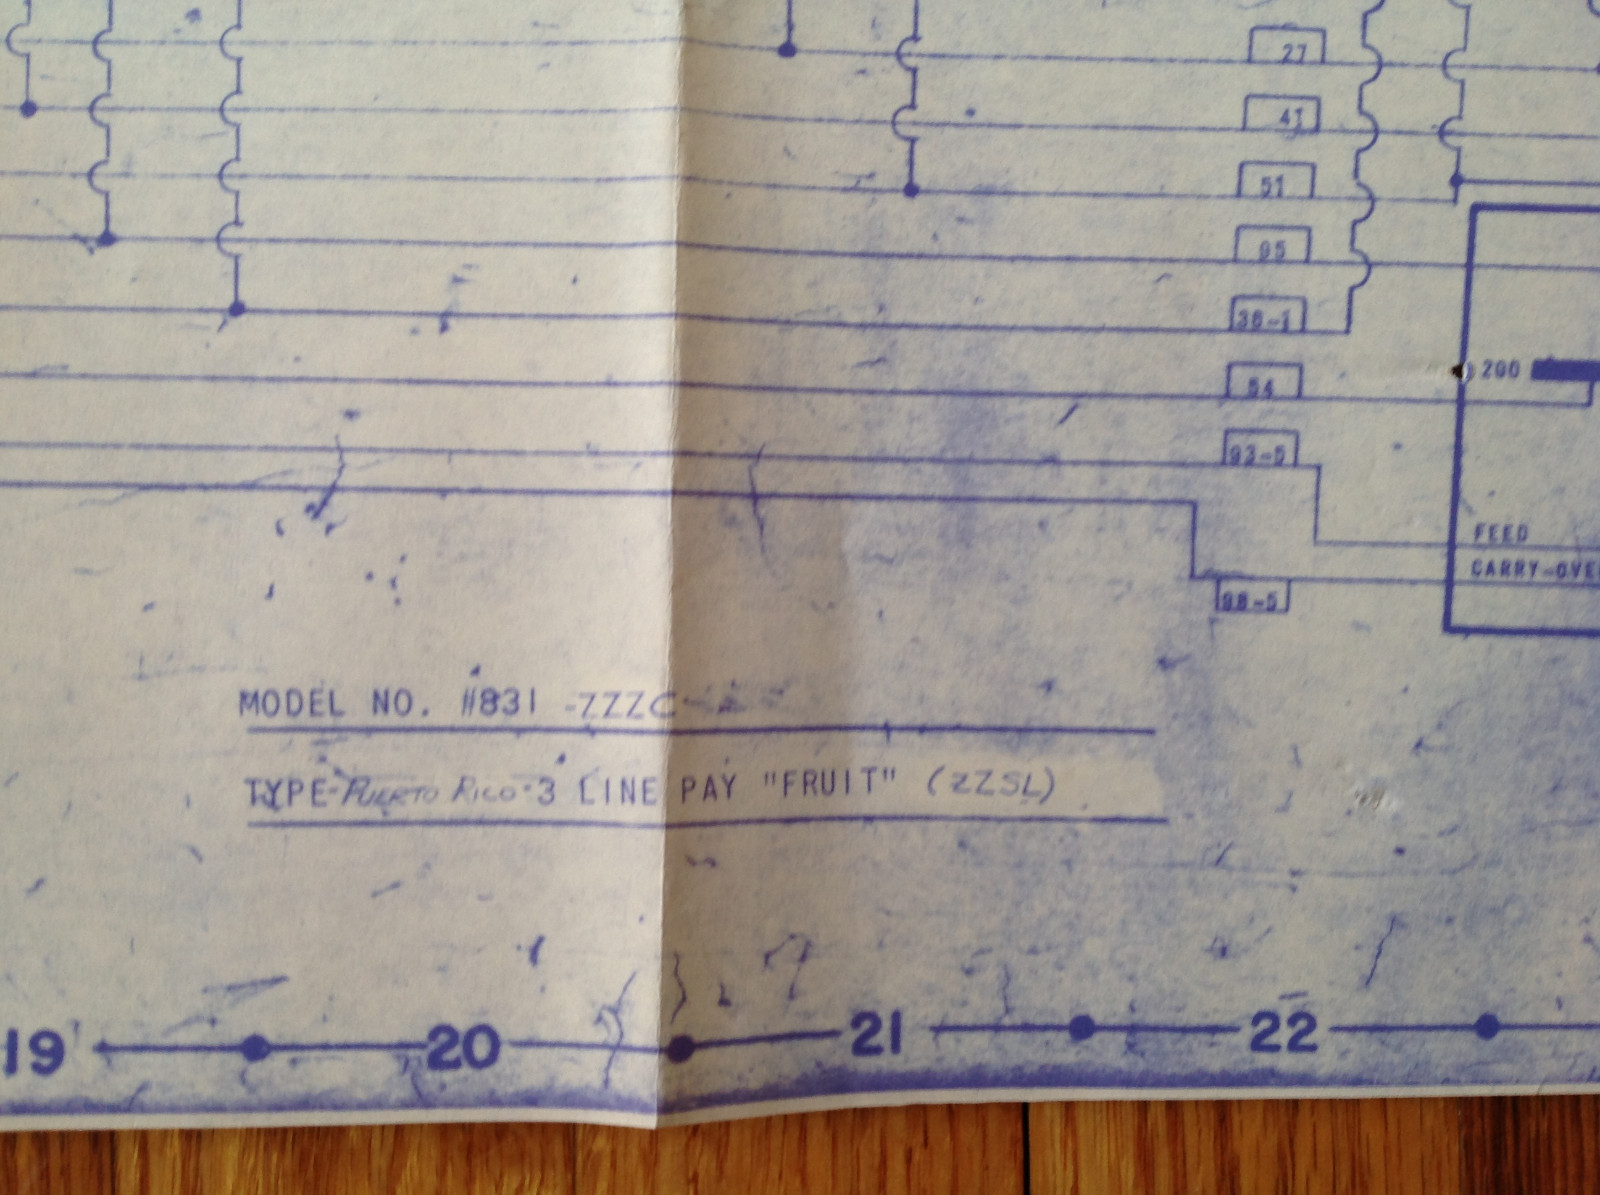 27
41
51
95
38-1
200
54
93-5
FEED
CARRY-OVE
98-5
MODEL NO. #831 -ZZZC
TYPE-PUERTO RICO-3 LINE PAY "FRUIT" (ZZSL)
19 20 21 22